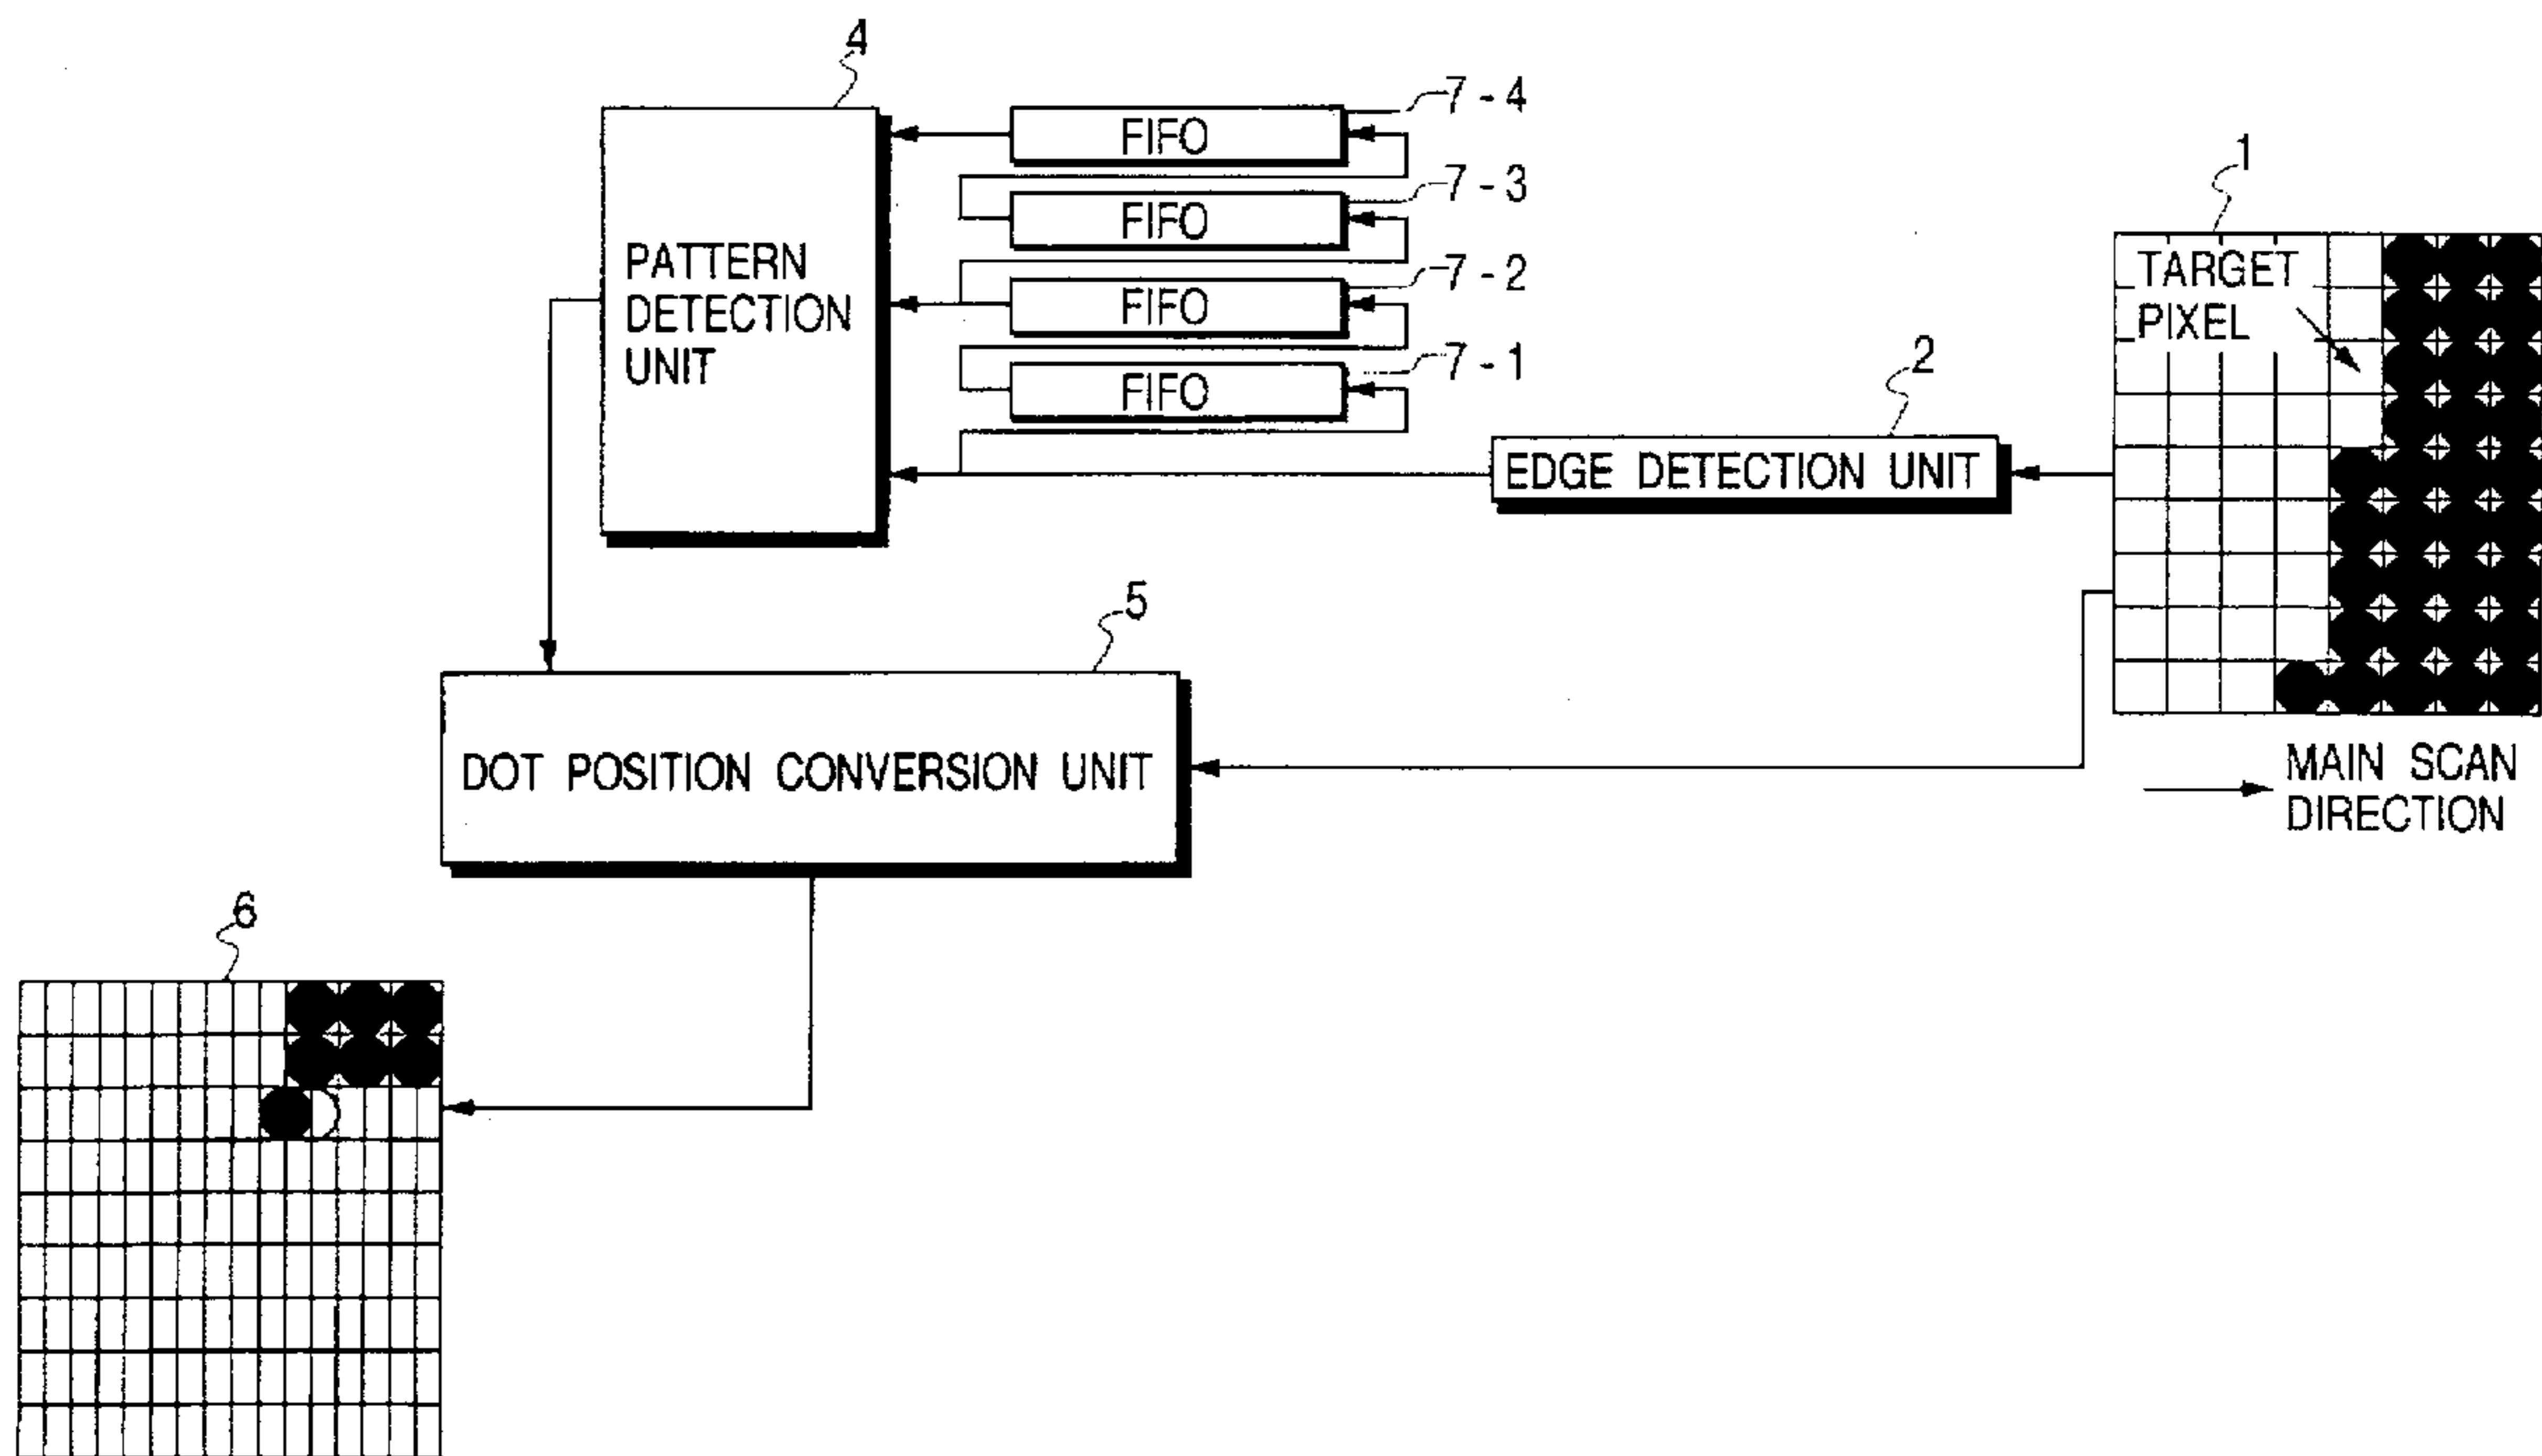 4
7-4
FIFO
7-3
FIFO
7-2
FIFO
7-1
FIFO
PATTERN
DETECTION
UNIT
1
TARGET
PIXEL
2
EDGE DETECTION UNIT
5
DOT POSITION CONVERSION UNIT
MAIN SCAN
DIRECTION
6